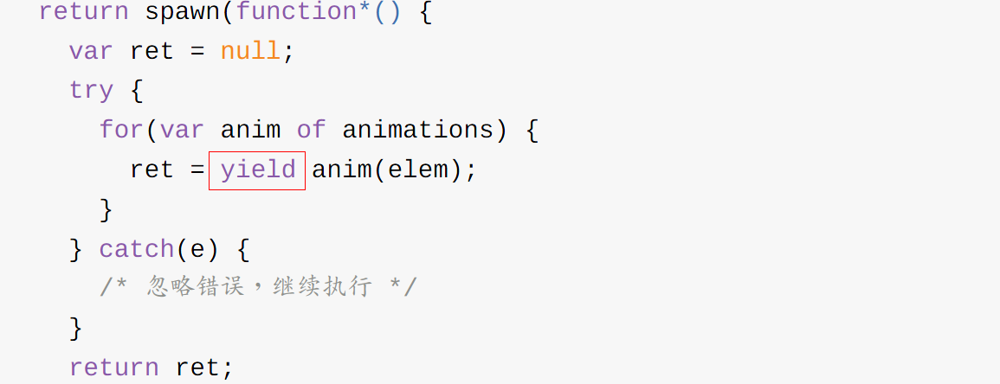 return spawn(function*() {
var ret = null;
try {
for(var anim of animations) {
ret = yield anim(elem);
}
} catch(e) {
/* 忽略错误，继续执行 */
}
return ret;